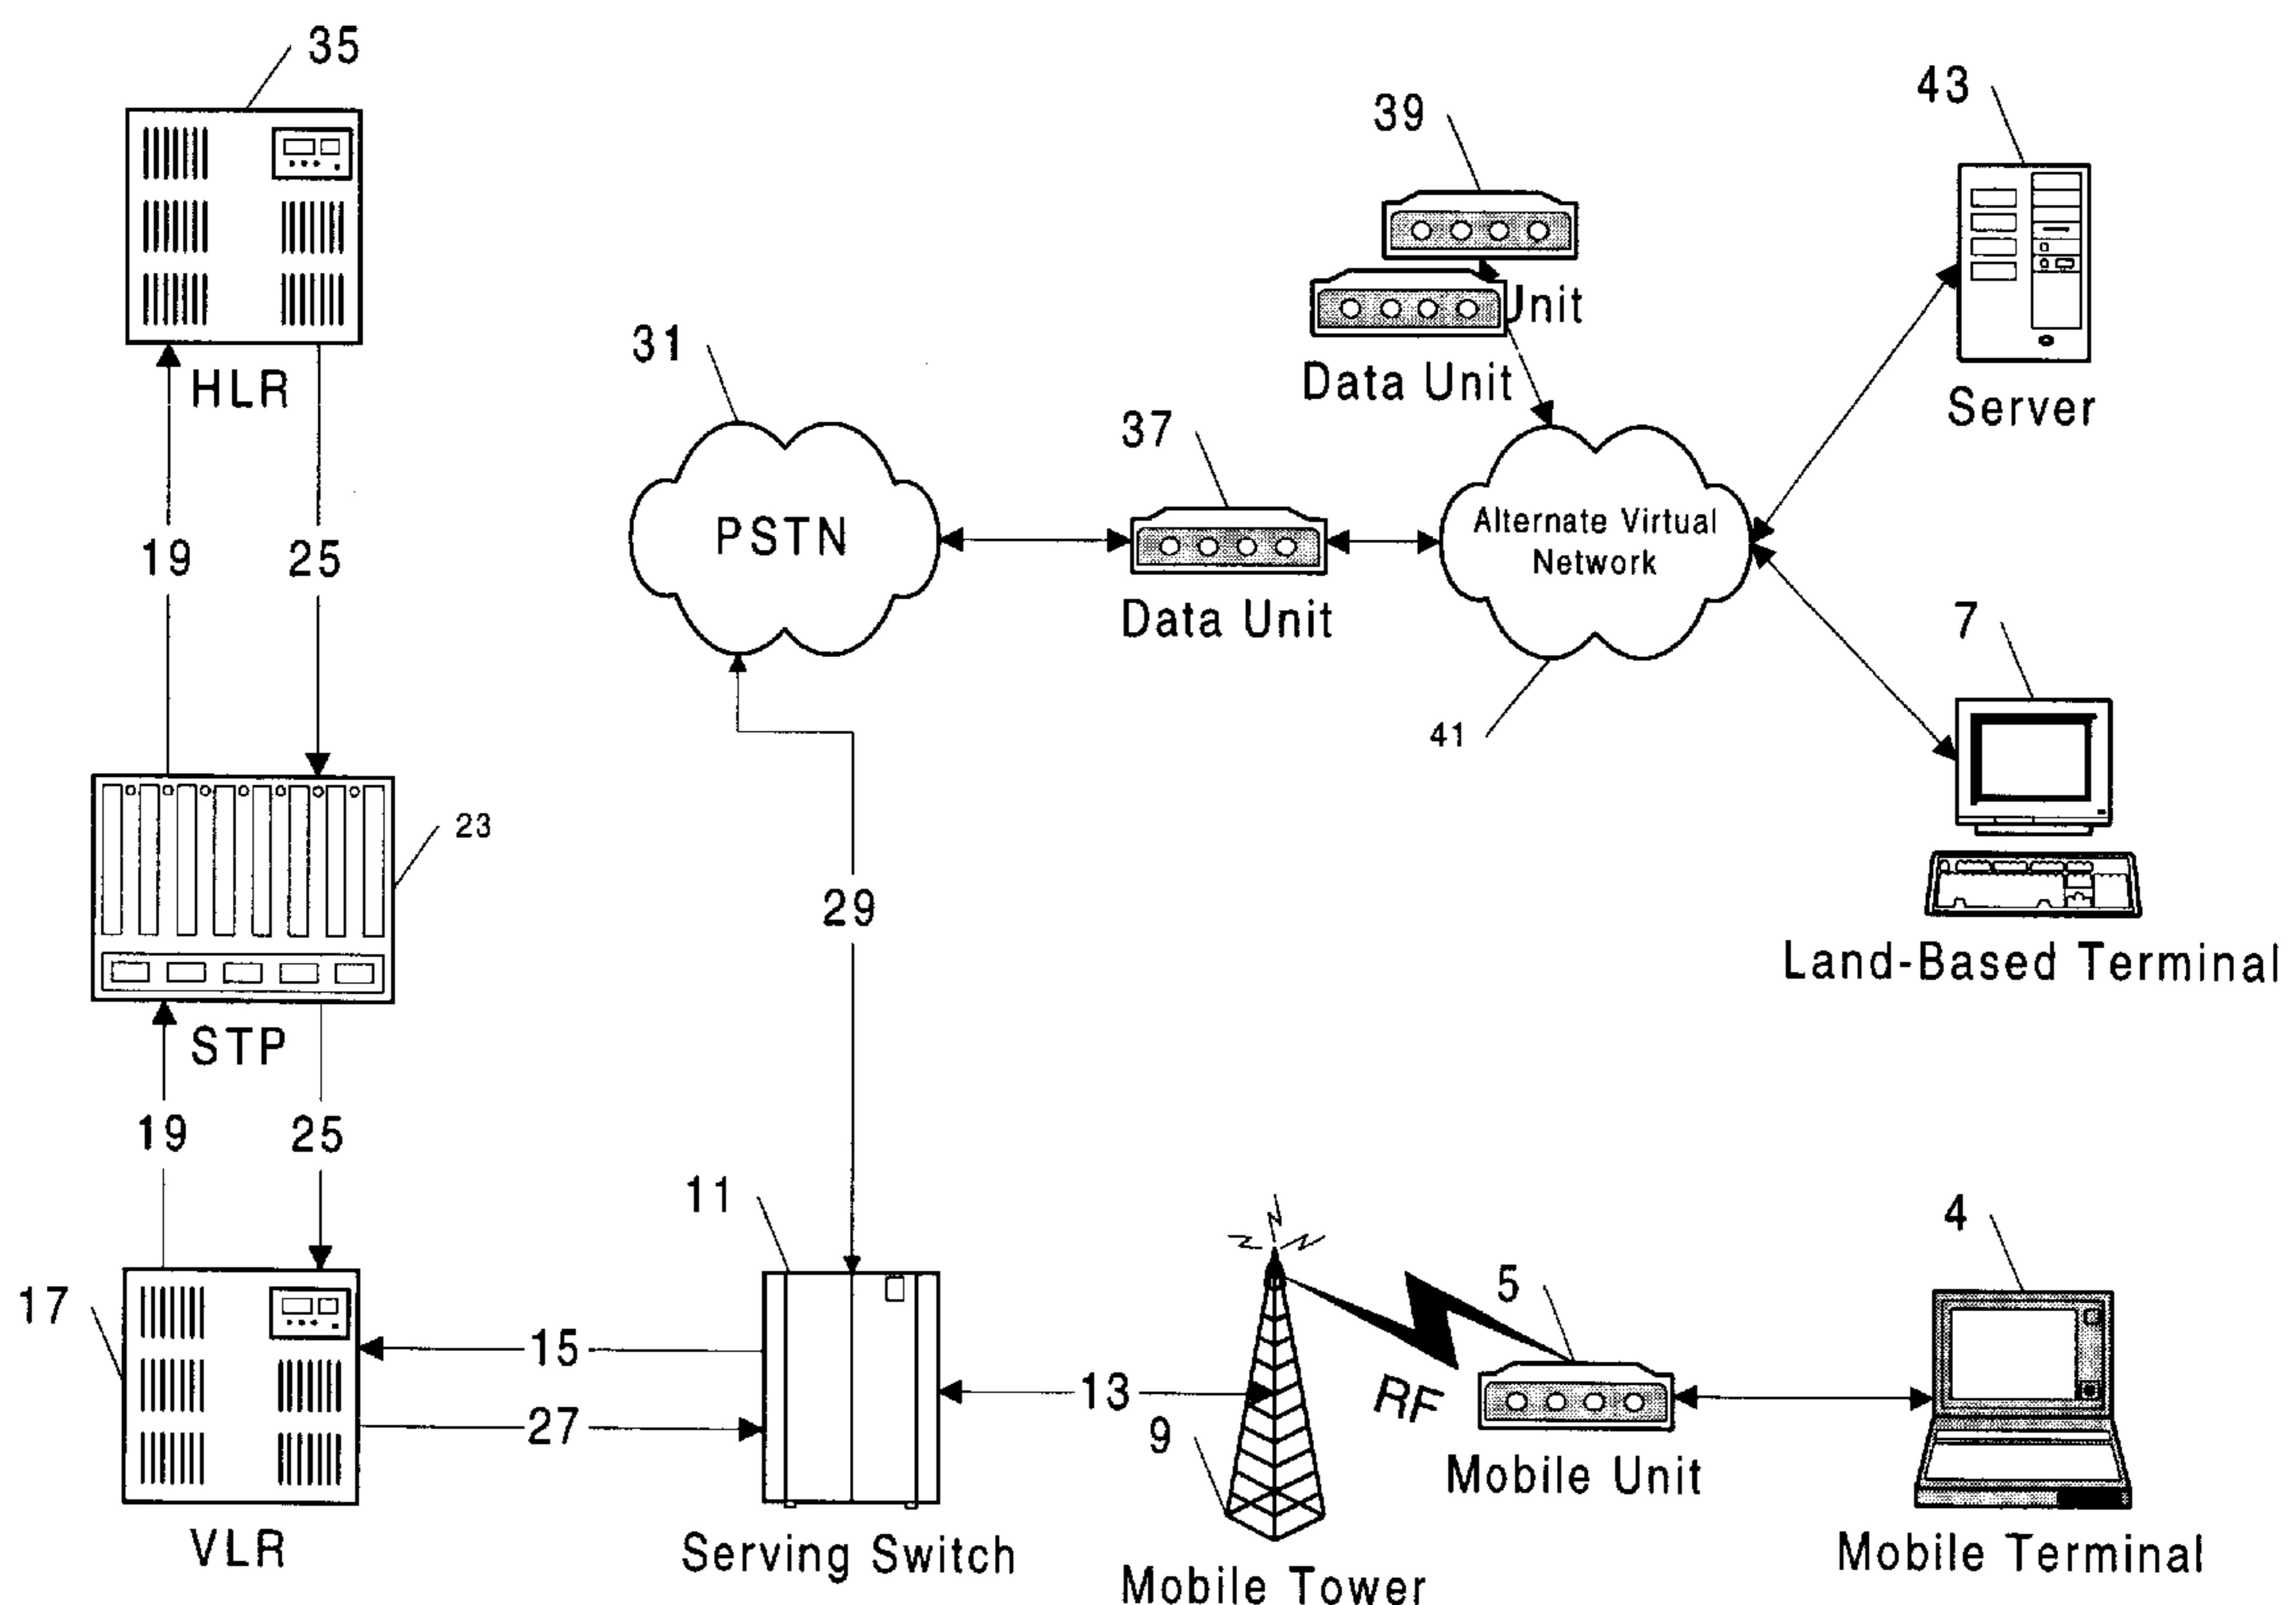 35
39
43
Unit
31
HLR
Data Unit
Server
37
PSTN
Alternate Virtual
Network
19
25
Data Unit
7
41
23
29
Land-Based Terminal
STP
19
25
11
4
5
17
15
13
RF
27
9
Mobile Unit
VLR
Serving Switch
Mobile Terminal
Mobile Tower